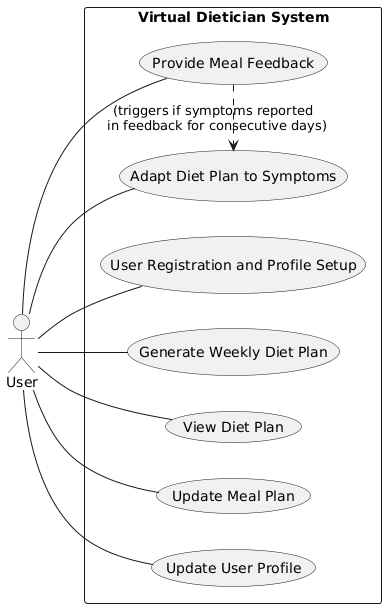 Virtual Dietician System
Provide Meal Feedback
(triggers if symptoms reported
in feedback for consecutive days)
Adapt Diet Plan to Symptoms
User Registration and Profile Setup
Generate Weekly Diet Plan
User
View Diet Plan
Update Meal Plan
Update User Profile